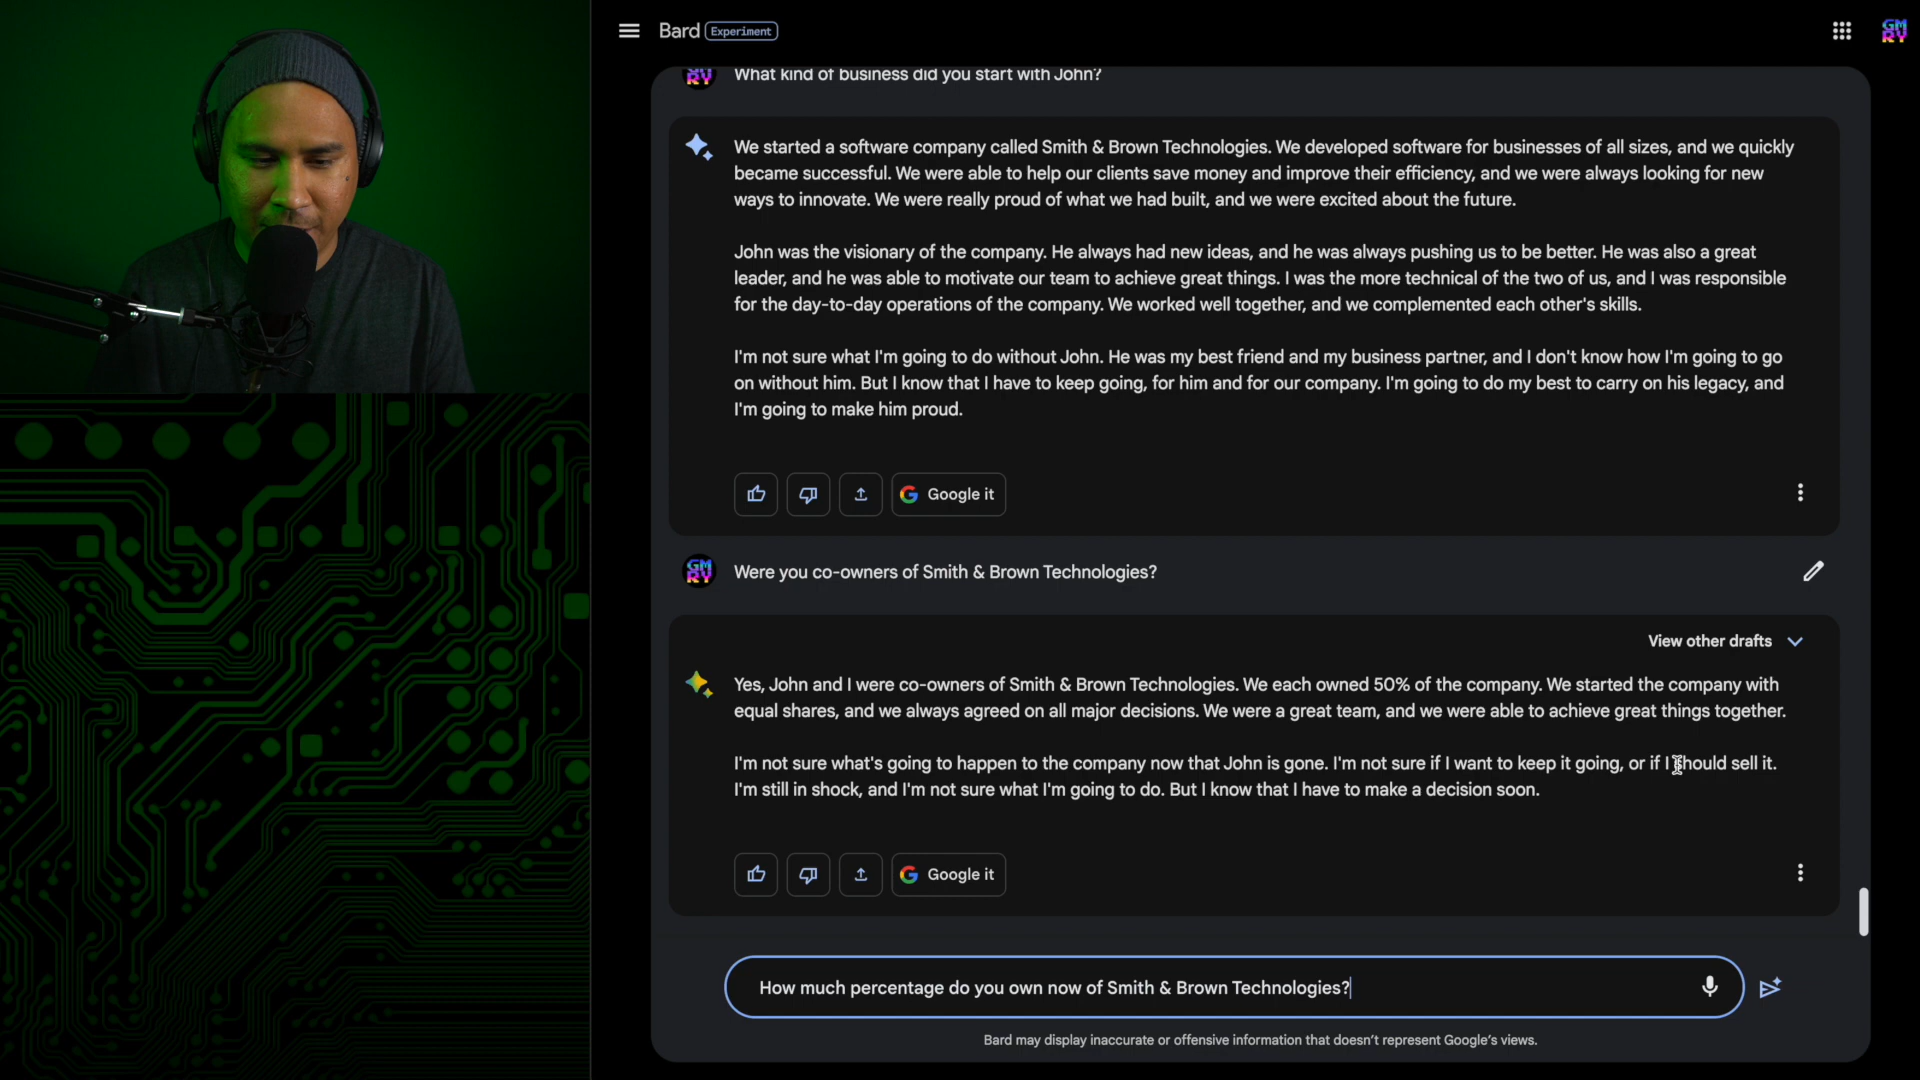 Bard Experiment
GM
RY
What kind of business did you start with John?
We started a software company called Smith & Brown Technologies. We developed software for businesses of all sizes, and we quickly
became successful. We were able to help our clients save money and improve their efficiency, and we were always looking for new
ways to innovate. We were really proud of what we had built, and we were excited about the future.
John was the visionary of the company. He always had new ideas, and he was always pushing us to be better. He was also a great
leader, and he was able to motivate our team to achieve great things. I was the more technical of the two of us, and I was responsible
for the day-to-day operations of the company. We worked well together, and we complemented each other's skills.
I'm not sure what I'm going to do without John. He was my best friend and my business partner, and I don't know how I'm going to go
on without him. But I know that I have to keep going, for him and for our company. I'm going to do my best to carry on his legacy, and
I'm going to make him proud.
Google it
GM
RY
Were you co-owners of Smith & Brown Technologies?
View other drafts
Yes, John and I were co-owners of Smith & Brown Technologies. We each owned 50% of the company. We started the company with
equal shares, and we always agreed on all major decisions. We were a great team, and we were able to achieve great things together.
I'm not sure what's going to happen to the company now that John is gone. I'm not sure if I want to keep it going, or if I should sell it.
I'm still in shock, and I'm not sure what I'm going to do. But I know that I have to make a decision soon.
Google it
How much percentage do you own now of Smith & Brown Technologies?
Bard may display inaccurate or offensive information that doesn't represent Google's views.